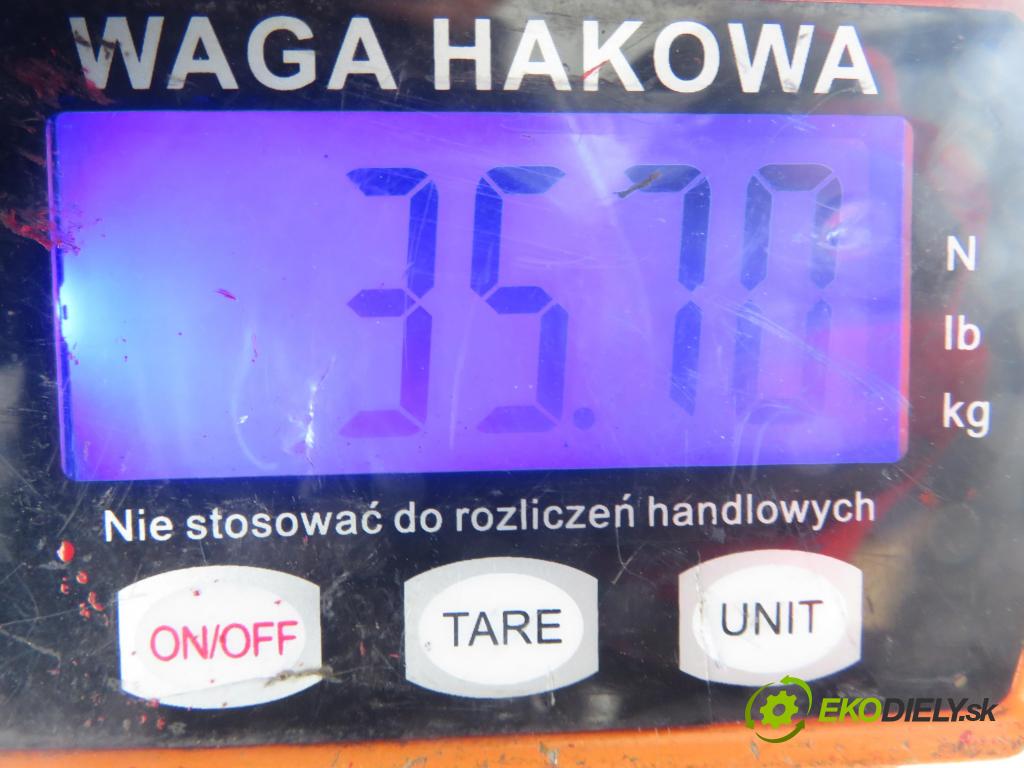 WAGA HAKOWA
35.70
N
lb
kg
Nie stosować do rozliczeń handlowych
ON/OFF TARE UNIT
EKODIELY.sk